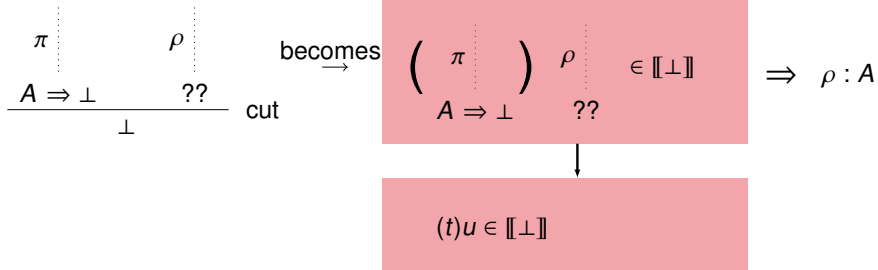 π ρ
A ⇒ ⊥ ??
cut
⊥
becomes
→
( π ) ρ ∈ ⟦⊥⟧
A ⇒ ⊥ ??
⇒ ρ : A
(t)u ∈ ⟦⊥⟧